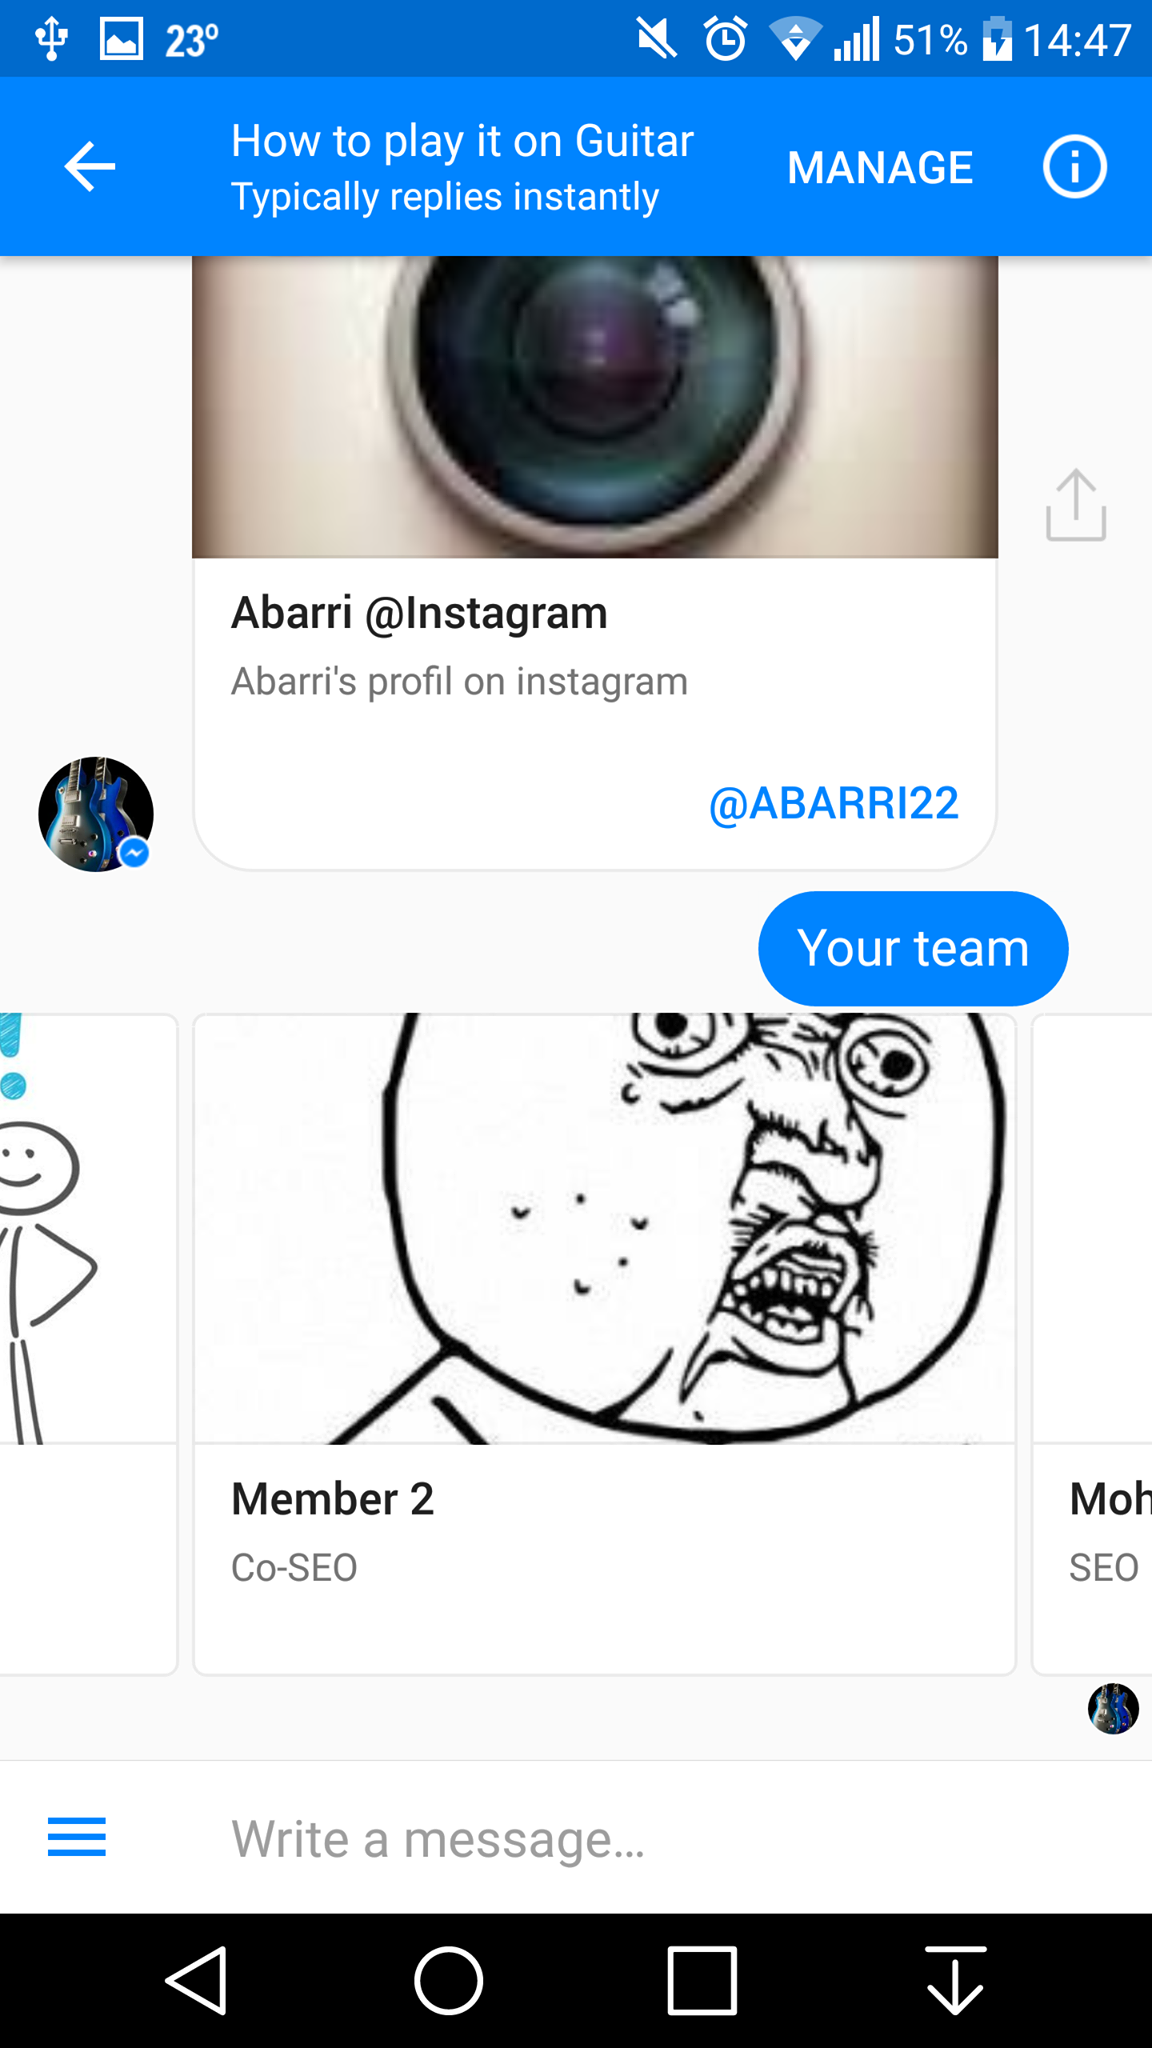 23º
51%
14:47
How to play it on Guitar
Typically replies instantly
MANAGE
Abarri @Instagram
Abarri's profil on instagram
@ABARRI22
Your team
!
Member 2
Co-SEO
Moh
SEO
Write a message...